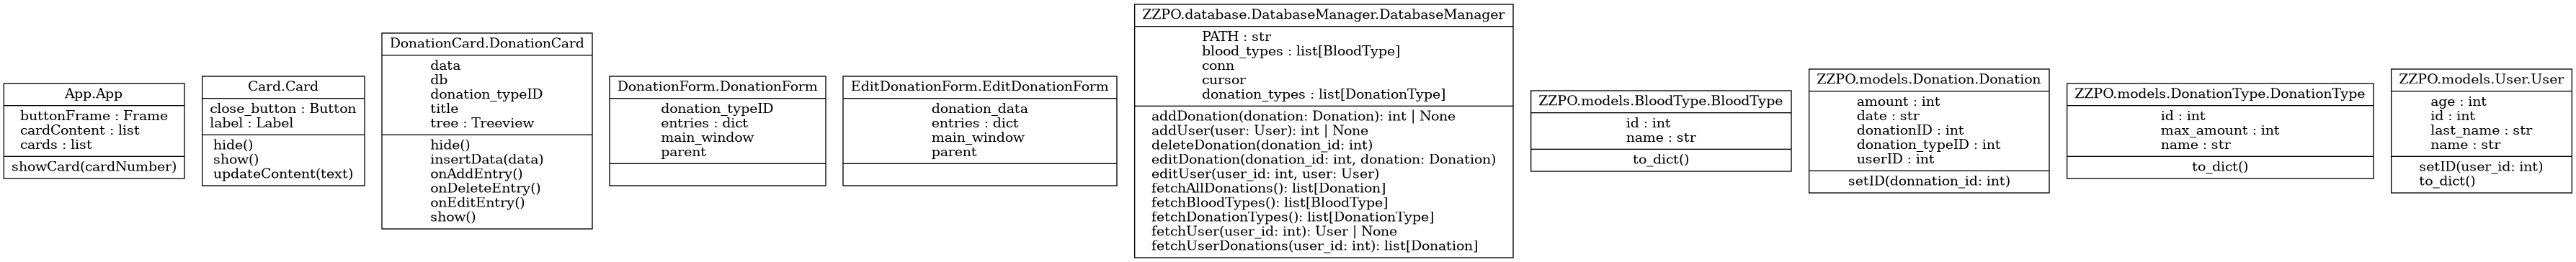 App.App
buttonFrame : Frame
cardContent : list
cards : list
showCard(cardNumber)
Card.Card
close_button : Button
label : Label
hide()
show()
updateContent(text)
DonationCard.DonationCard
data
db
donation_typeID
title
tree : Treeview
hide()
insertData(data)
onAddEntry()
onDeleteEntry()
onEditEntry()
show()
DonationForm.DonationForm
donation_typeID
entries : dict
main_window
parent
EditDonationForm.EditDonationForm
donation_data
entries : dict
main_window
parent
ZZPO.database.DatabaseManager.DatabaseManager
PATH : str
blood_types : list[BloodType]
conn
cursor
donation_types : list[DonationType]
addDonation(donation: Donation): int | None
addUser(user: User): int | None
deleteDonation(donation_id: int)
editDonation(donation_id: int, donation: Donation)
editUser(user_id: int, user: User)
fetchAllDonations(): list[Donation]
fetchBloodTypes(): list[BloodType]
fetchDonationTypes(): list[DonationType]
fetchUser(user_id: int): User | None
fetchUserDonations(user_id: int): list[Donation]
ZZPO.models.BloodType.BloodType
id : int
name : str
to_dict()
ZZPO.models.Donation.Donation
amount : int
date : str
donationID : int
donation_typeID : int
userID : int
setID(donnation_id: int)
ZZPO.models.DonationType.DonationType
id : int
max_amount : int
name : str
to_dict()
ZZPO.models.User.User
age : int
id : int
last_name : str
name : str
setID(user_id: int)
to_dict()